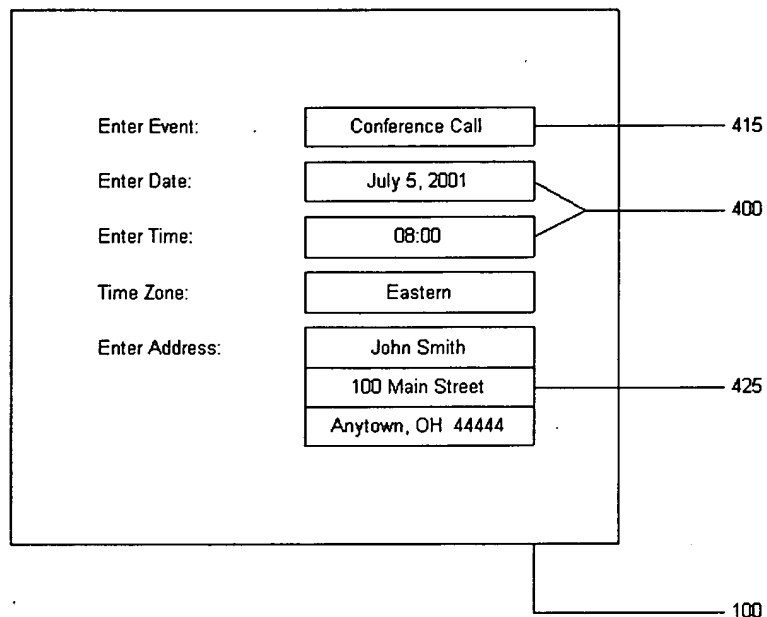 Enter Event: Conference Call 415
Enter Date: July 5, 2001
400
Enter Time: 08:00
Time Zone: Eastern
Enter Address: John Smith
100 Main Street 425
Anytown, OH 44444
100